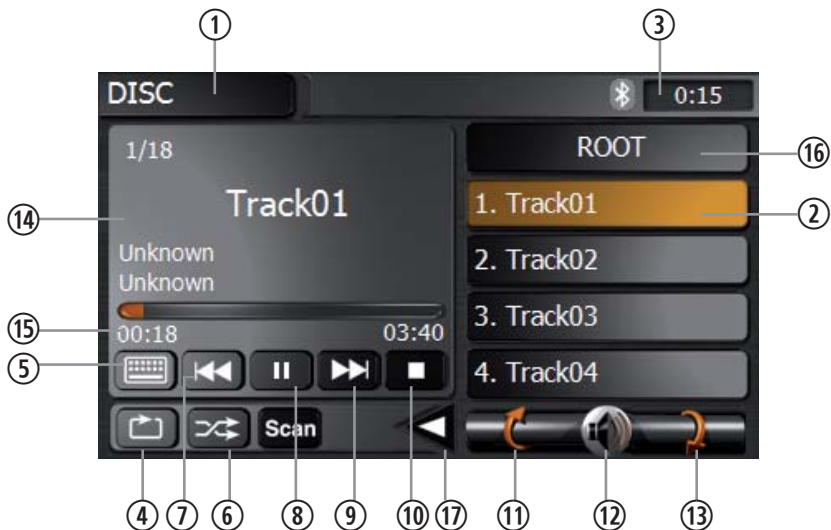 ① ③
DISC 0:15
1/18
Track01
Unknown
Unknown
00:18 03:40
Scan
ROOT
1. Track01
2. Track02
3. Track03
4. Track04
⑯
②
⑭
⑮
⑤
④ ⑦ ⑥ ⑧ ⑨ ⑩ ⑰ ⑪ ⑫ ⑬